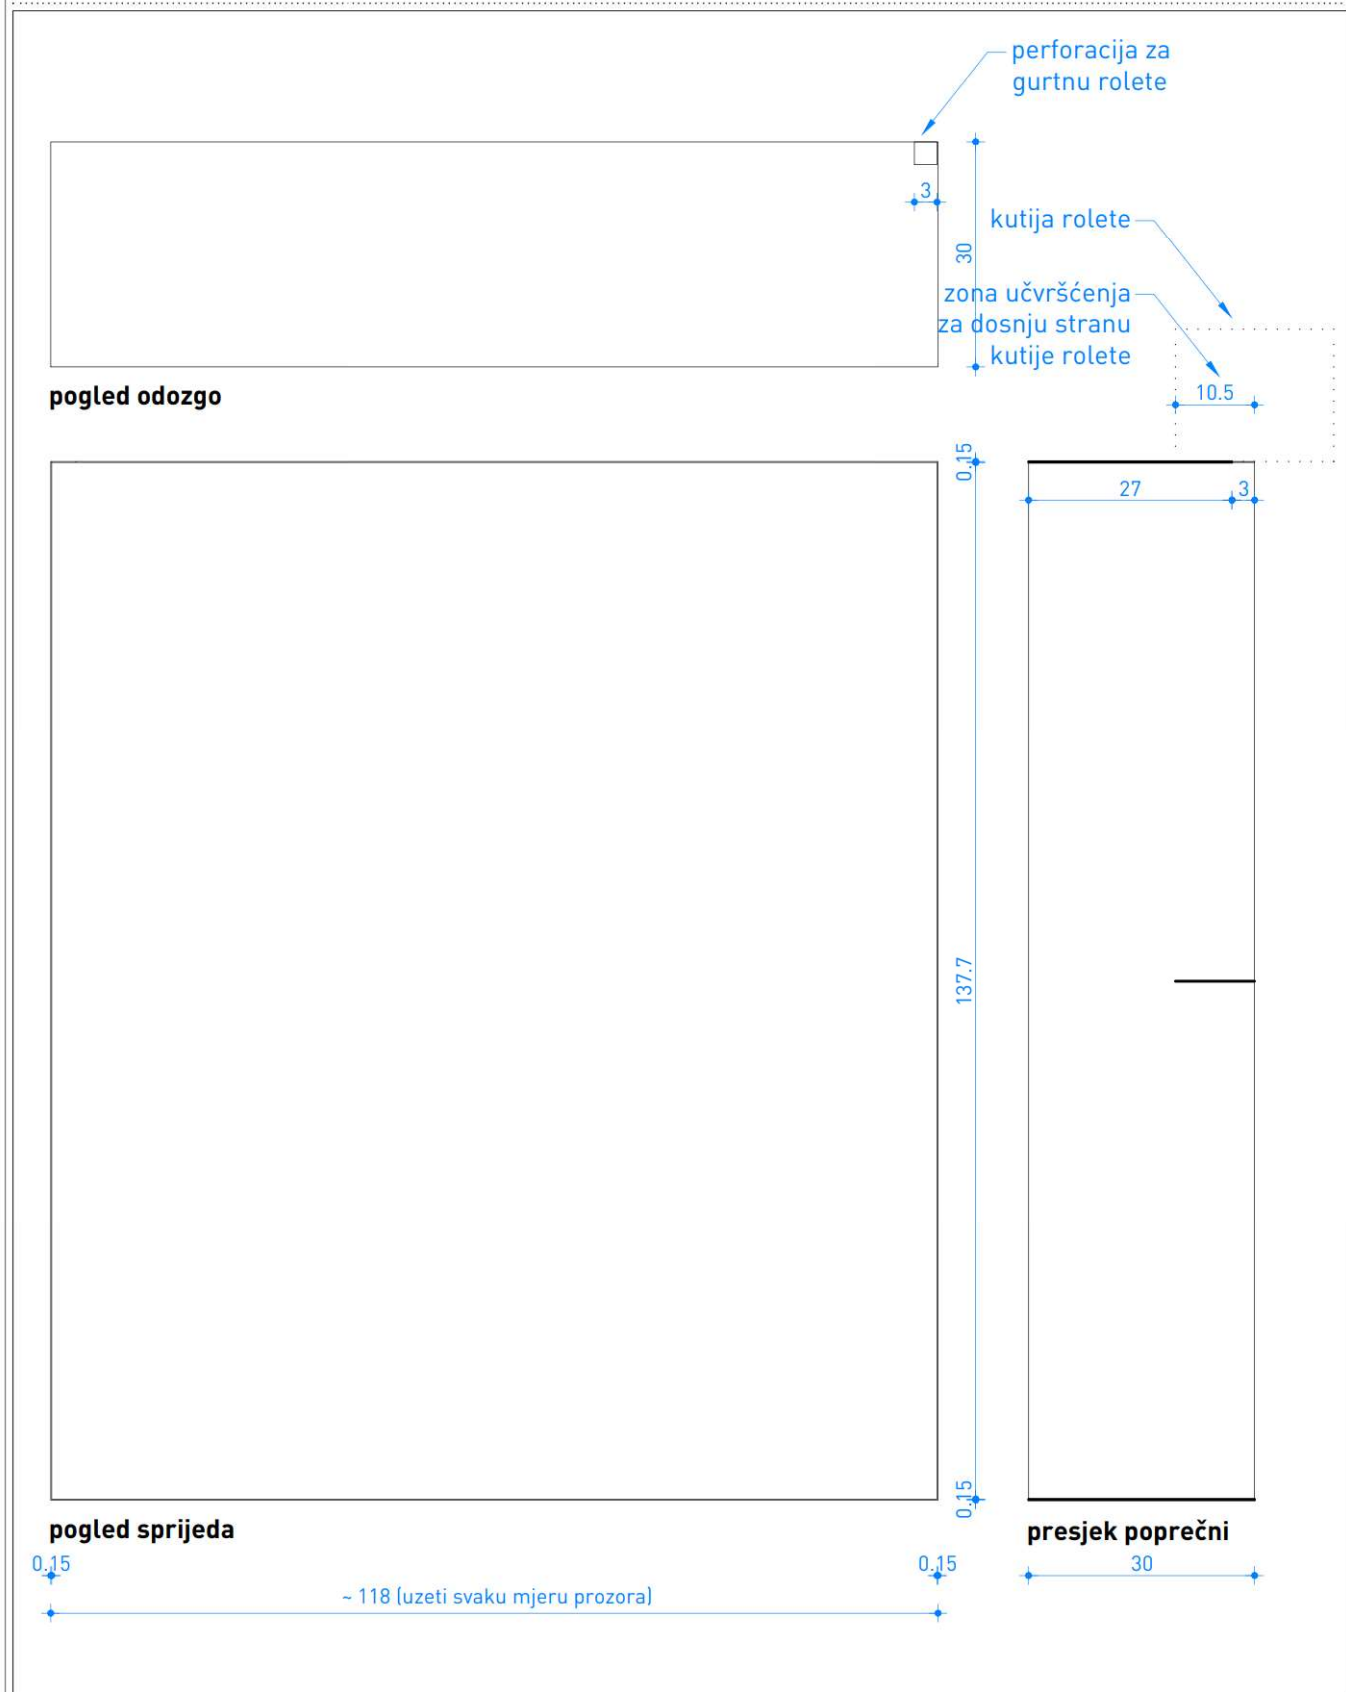 perforacija za
gurtnu rolete
3
30
kutija rolete
zona učvršćenja
za dosnju stranu
kutije rolete
10.5
pogled odozgo
0.15
27
3
137.7
0.15
pogled sprijeda
presjek poprečni
0.15
0.15
30
~ 118 (uzeti svaku mjeru prozora)